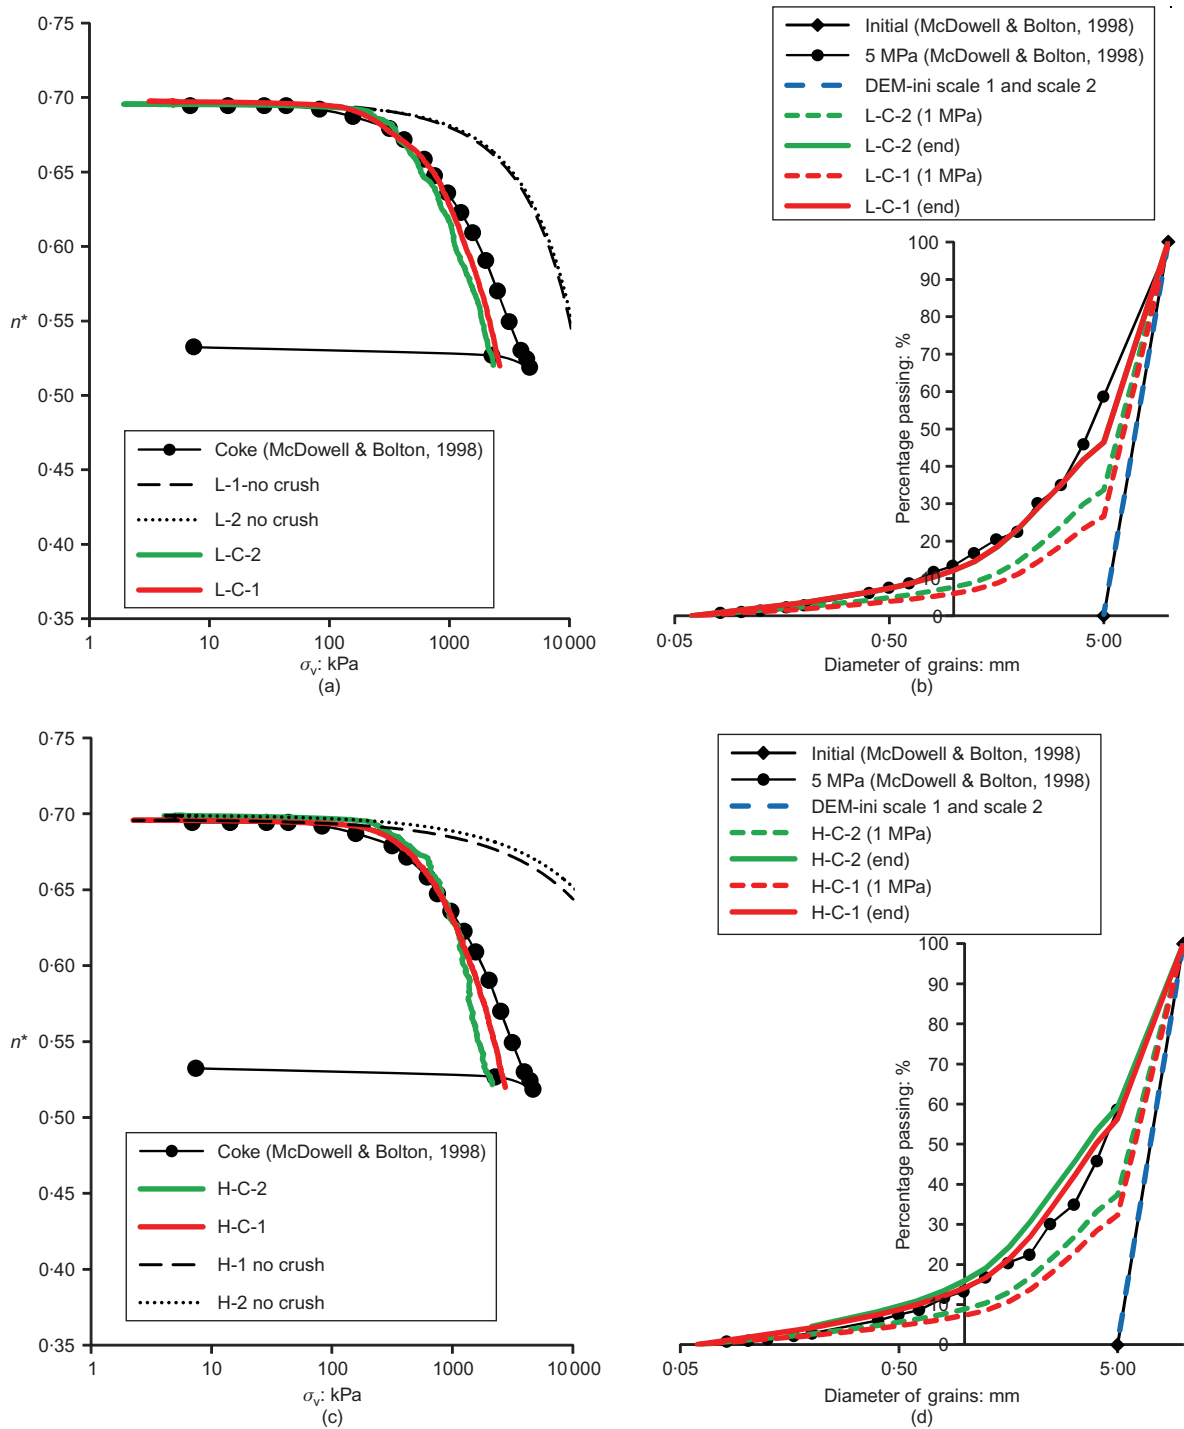 0·75
0·70
0·65
0·60
n* 0·55
0·50
0·45
0·40
0·35
Coke (McDowell & Bolton, 1998)
L-1-no crush
L-2 no crush
L-C-2
L-C-1
1 10 100 1000 10 000
σv: kPa
(a)
Initial (McDowell & Bolton, 1998)
5 MPa (McDowell & Bolton, 1998)
DEM-ini scale 1 and scale 2
L-C-2 (1 MPa)
L-C-2 (end)
L-C-1 (1 MPa)
L-C-1 (end)
100
90
80
70
60
50
40
30
20
10
0
Percentage passing: %
0·05 0·50 5·00
Diameter of grains: mm
(b)
0·75
0·70
0·65
0·60
n* 0·55
0·50
0·45
0·40
0·35
Coke (McDowell & Bolton, 1998)
H-C-2
H-C-1
H-1 no crush
H-2 no crush
1 10 100 1000 10 000
σv: kPa
(c)
Initial (McDowell & Bolton, 1998)
5 MPa (McDowell & Bolton, 1998)
DEM-ini scale 1 and scale 2
H-C-2 (1 MPa)
H-C-2 (end)
H-C-1 (1 MPa)
H-C-1 (end)
100
90
80
70
60
50
40
30
20
10
0
Percentage passing: %
0·05 0·50 5·00
Diameter of grains: mm
(d)